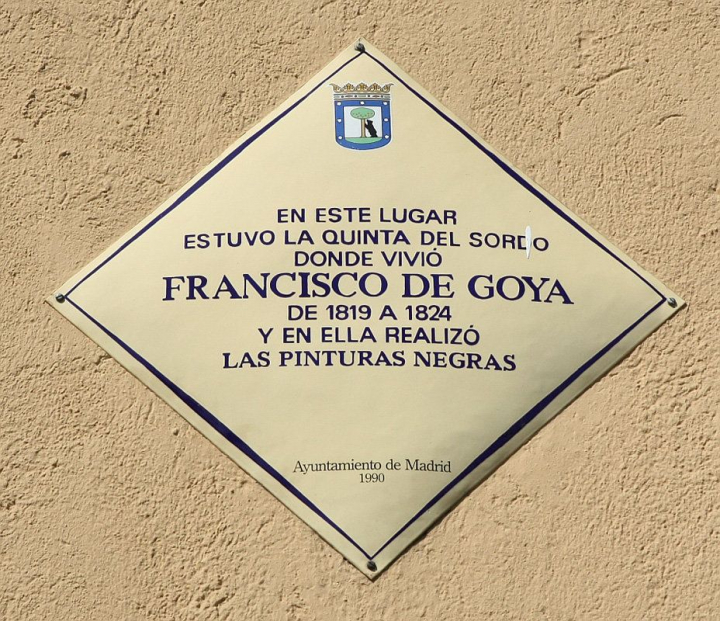 EN ESTE LUGAR
ESTUVO LA QUINTA DEL SORDO
DONDE VIVIÓ
FRANCISCO DE GOYA
DE 1819 A 1824
Y EN ELLA REALIZÓ
LAS PINTURAS NEGRAS
Ayuntamiento de Madrid
1990